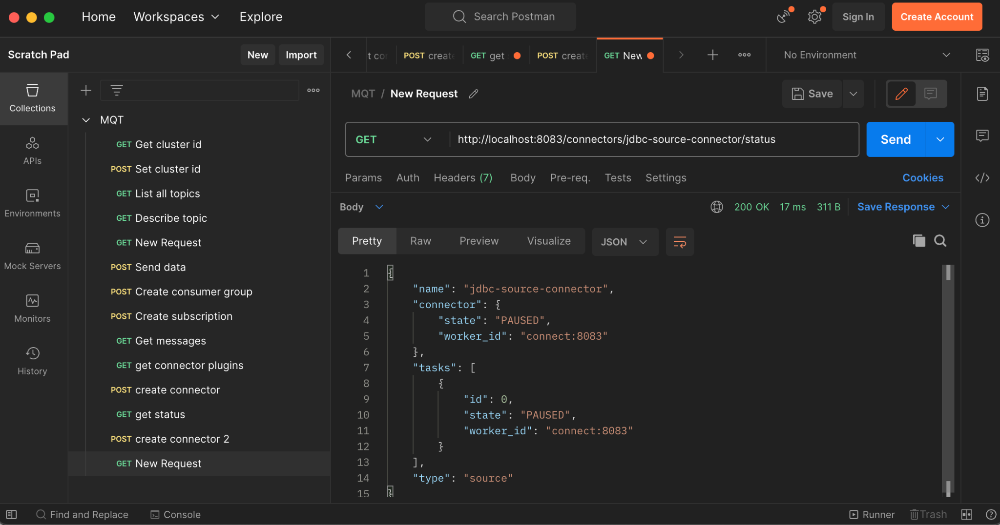 Home Workspaces Explore Search Postman Sign In Create Account
Scratch Pad New Import POST GET get POST GET No Environment
Collections
APIs
Environments
Mock Servers
Monitors
History
MQT
GET Get cluster id
POST Set cluster id
GET List all topics
GET Describe topic
GET New Request
POST Send data
POST Create consumer group
POST Create subscription
GET Get messages
GET get connector plugins
POST create connector
GET get status
POST create connector 2
GET New Request
MQT / New Request Save
GET http://localhost:8083/connectors/jdbc-source-connector/status Send
Params Auth Headers (7) Body Pre-req. Tests Settings Cookies
Body 200 OK 17 ms 311 B Save Response
Pretty Raw Preview Visualize JSON
1 {
2 "name": "jdbc-source-connector",
3 "connector": {
4 "state": "PAUSED",
5 "worker_id": "connect:8083"
6 },
7 "tasks": [
8 {
9 "id": 0,
10 "state": "PAUSED",
11 "worker_id": "connect:8083"
12 }
13 ],
14 "type": "source"
15 }
Find and Replace Console Runner Trash